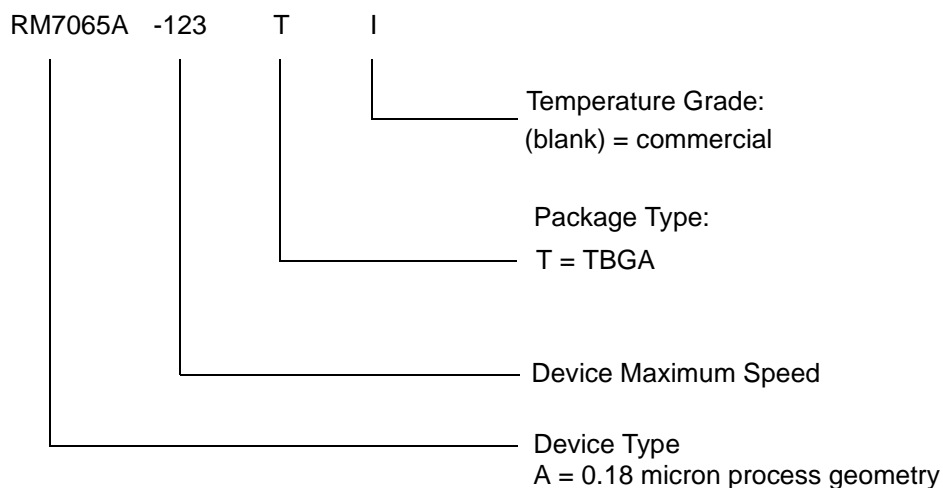 RM7065A -123 T I
Temperature Grade:
(blank) = commercial
Package Type:
T = TBGA
Device Maximum Speed
Device Type
A = 0.18 micron process geometry